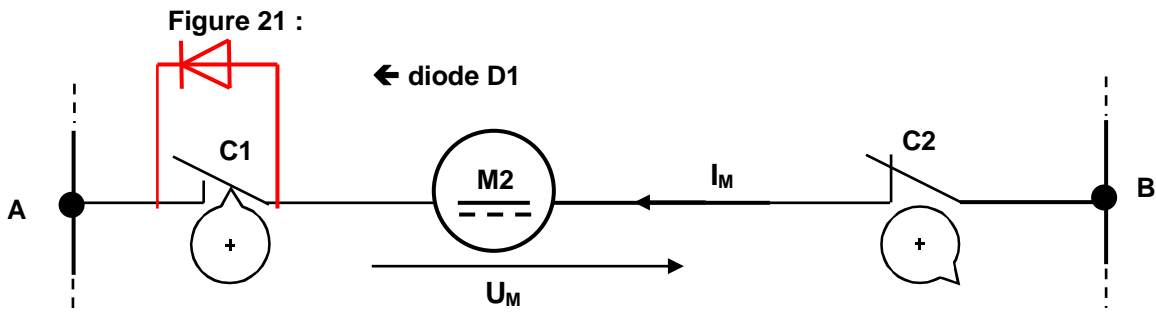 Figure 21 :
← diode D1
C1
C2
M2
I_M
A
B
+
+
U_M